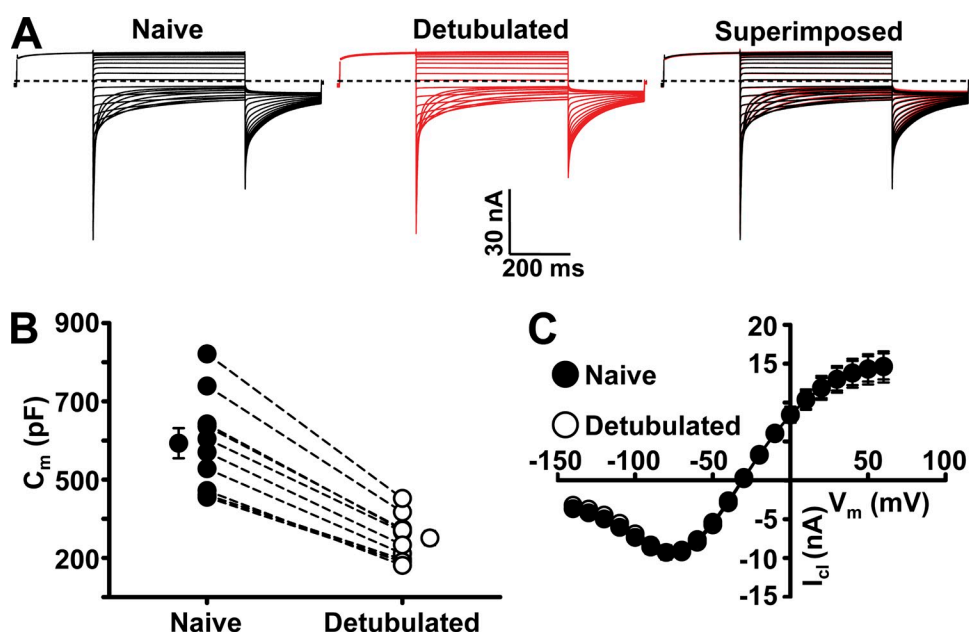 A
Naive
Detubulated
Superimposed
30 nA
200 ms
B
900
700
500
200
Cm (pF)
Naive
Detubulated
C
Naive
Detubulated
20
15
-5
-10
-15
-150
-100
-50
0
50
100
Vm (mV)
Icl (nA)